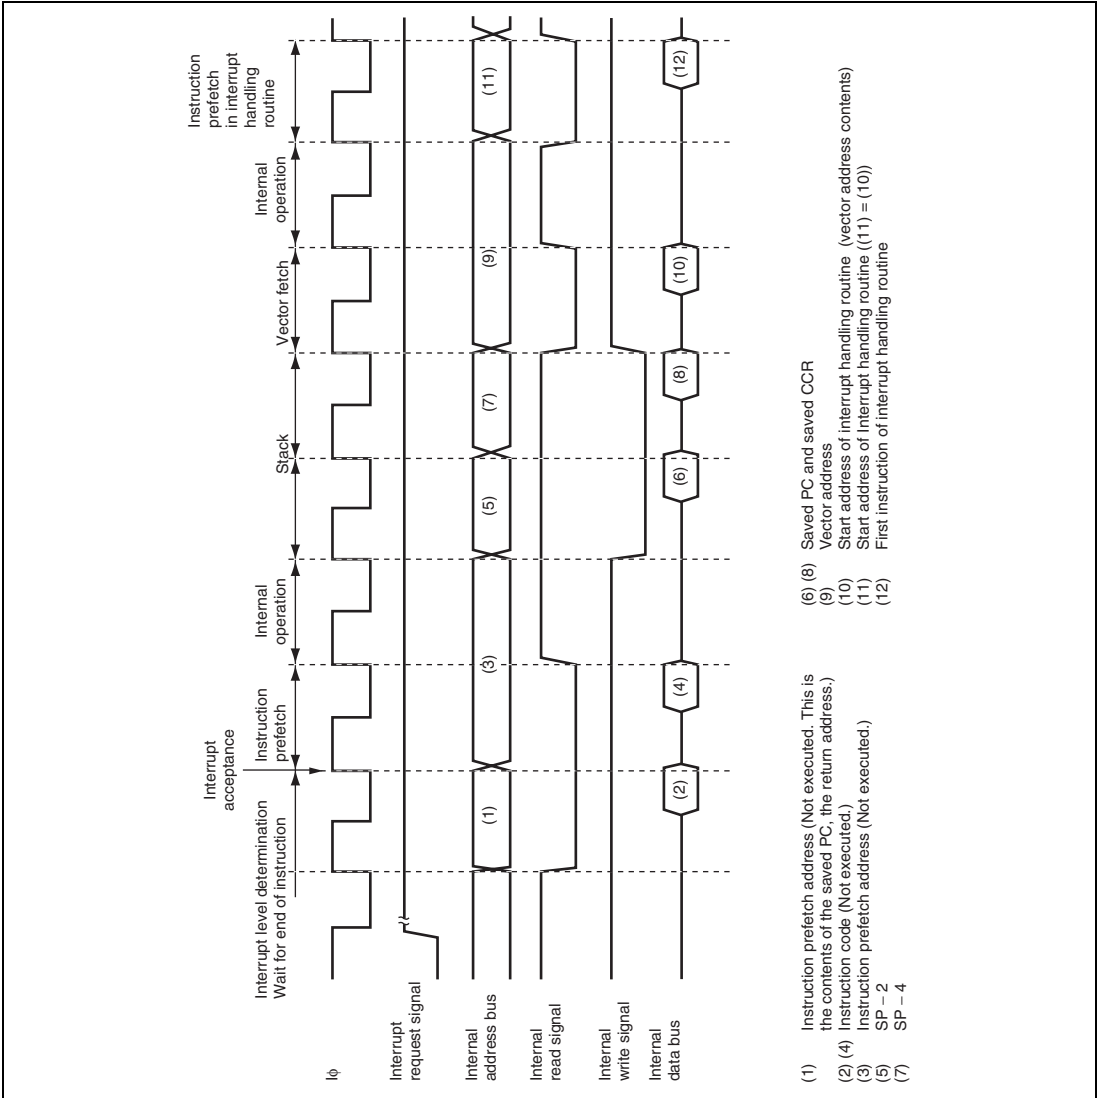 Interrupt
acceptance
Interrupt level determination
Wait for end of instruction
Instruction
prefetch
Internal
operation
Stack
Vector fetch
Internal
operation
Instruction
prefetch
in interrupt
handling
routine
Iϕ
Interrupt
request signal
Internal
address bus
(1)
(3)
(5)
(7)
(9)
(11)
Internal
read signal
Internal
write signal
Internal
data bus
(2)
(4)
(6)
(8)
(10)
(12)
(1) Instruction prefetch address (Not executed. This is
the contents of the saved PC, the return address.)
(2) (4) Instruction code (Not executed.)
(3) Instruction prefetch address (Not executed.)
(5) SP – 2
(7) SP – 4
(6) (8) Saved PC and saved CCR
(9) Vector address
(10) Start address of interrupt handling routine (vector address contents)
(11) Start address of Interrupt handling routine ((11) = (10))
(12) First instruction of interrupt handling routine